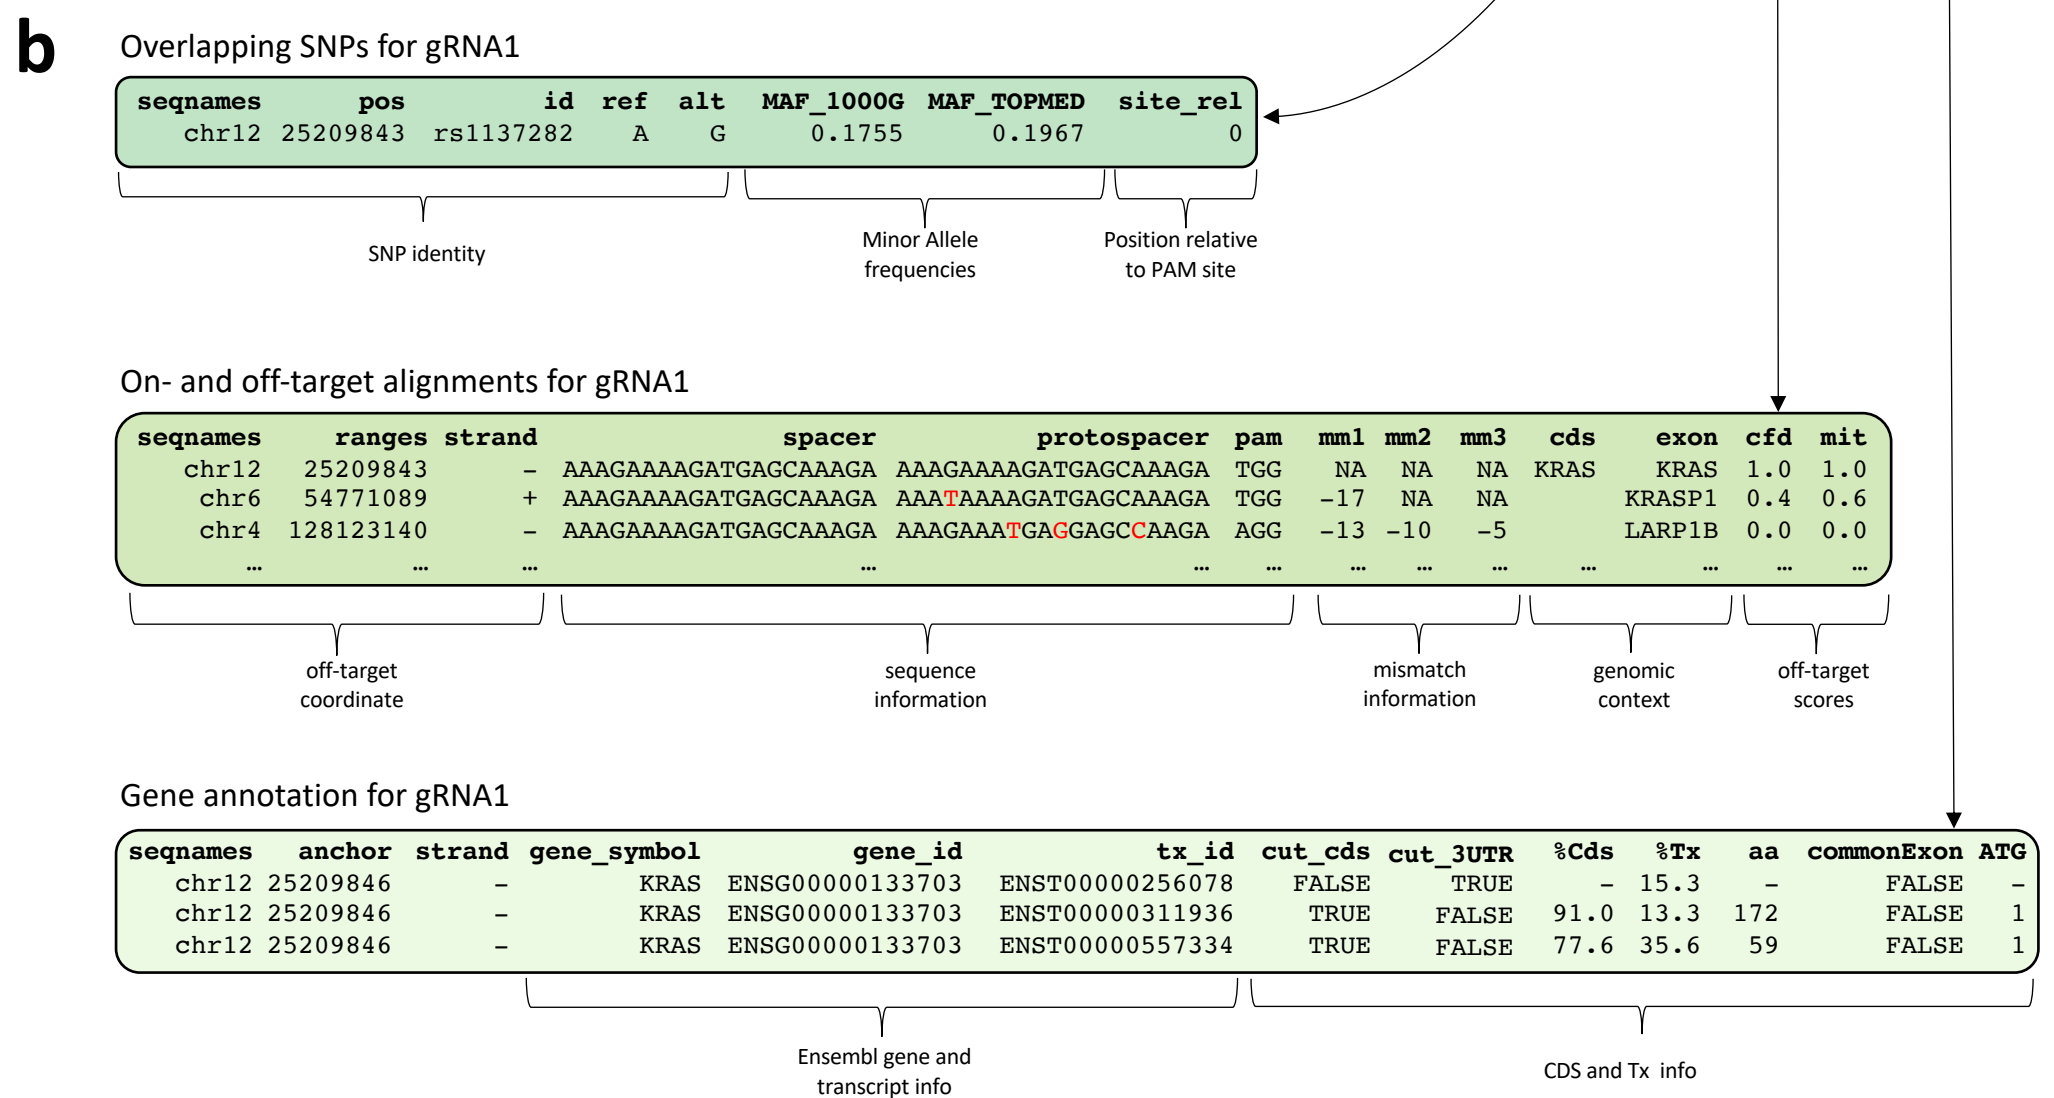 b
Overlapping SNPs for gRNA1
seqnames pos id ref alt MAF_1000G MAF_TOPMED site_rel
chr12 25209843 rs1137282 A G 0.1755 0.1967 0
SNP identity
Minor Allele
frequencies
Position relative
to PAM site
On- and off-target alignments for gRNA1
seqnames ranges strand spacer protospacer pam mm1 mm2 mm3 cds exon cfd mit
chr12 25209843 − AAAGAAAAGATGAGCAAAGA AAAGAAAAGATGAGCAAAGA TGG NA NA NA KRAS KRAS 1.0 1.0
chr6 54771089 + AAAGAAAAGATGAGCAAAGA AAATAAAAGATGAGCAAAGA TGG −17 NA NA KRASP1 0.4 0.6
chr4 128123140 − AAAGAAAAGATGAGCAAAGA AAAGAAATGAGGAGCCAAGA AGG −13 −10 −5 LARP1B 0.0 0.0
… … … … … … … … … … … … …
off-target
coordinate
sequence
information
mismatch
information
genomic
context
off-target
scores
Gene annotation for gRNA1
seqnames anchor strand gene_symbol gene_id tx_id cut_cds cut_3UTR %Cds %Tx aa commonExon ATG
chr12 25209846 − KRAS ENSG00000133703 ENST00000256078 FALSE TRUE − 15.3 − FALSE −
chr12 25209846 − KRAS ENSG00000133703 ENST00000311936 TRUE FALSE 91.0 13.3 172 FALSE 1
chr12 25209846 − KRAS ENSG00000133703 ENST00000557334 TRUE FALSE 77.6 35.6 59 FALSE 1
Ensembl gene and
transcript info
CDS and Tx info